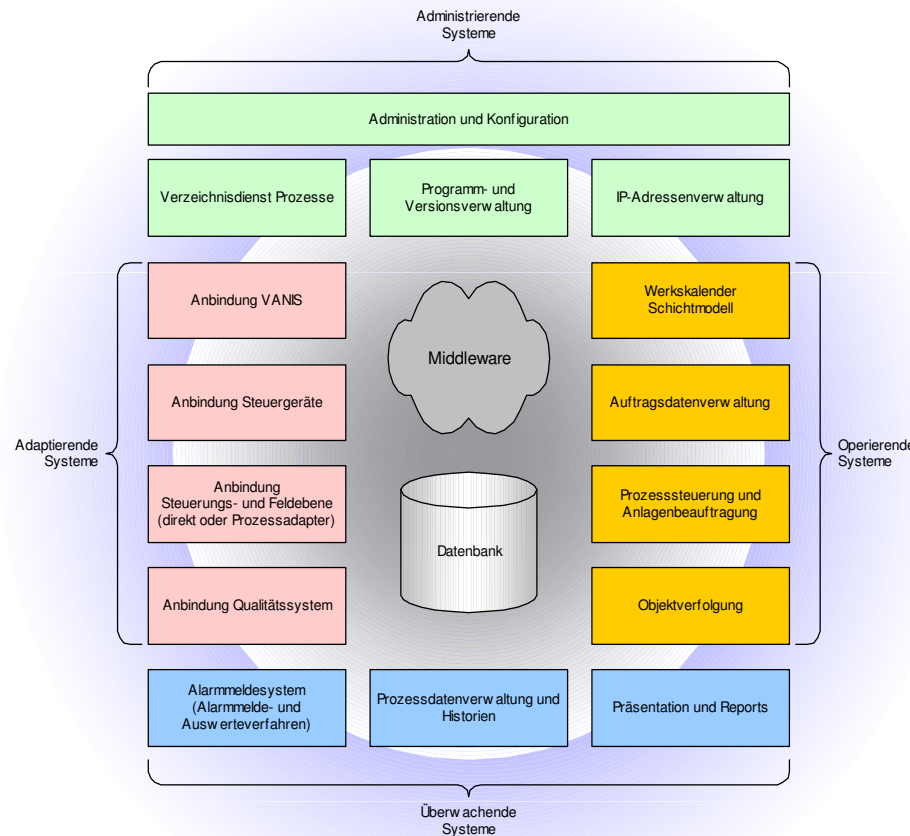 Administrierende
Systeme
Administration und Konfiguration
Verzeichnisdienst Prozesse
Programm- und
Versionsverwaltung
IP-Adressenverwaltung
Anbindung VANIS
Middleware
Werkskalender
Schichtmodell
Anbindung Steuergeräte
Auftragsdatenverwaltung
Adaptierende
Systeme
Operierende
Systeme
Anbindung
Steuerungs- und Feldebene
(direkt oder Prozessadapter)
Datenbank
Prozesssteuerung und
Anlagenbeauftragung
Anbindung Qualitätssystem
Objektverfolgung
Alarmmeldesystem
(Alarmmelde- und
Auswerteverfahren)
Prozessdatenverwaltung und
Historien
Präsentation und Reports
Überwachende
Systeme